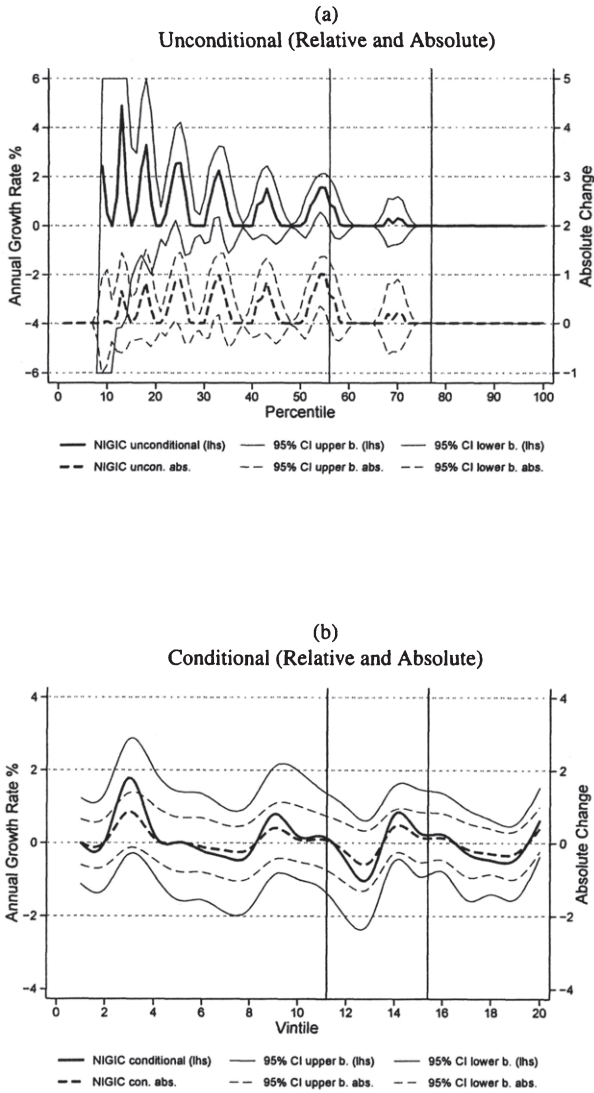 (a)
Unconditional (Relative and Absolute)
6 5
4 4
2 3
0 2
−2 1
−4 0
−6 −1
Annual Growth Rate %
Absolute Change
0 10 20 30 40 50 60 70 80 90 100
Percentile
NIGIC unconditional (lhs) 95% CI upper b. (lhs) 95% CI lower b. (lhs)
NIGIC uncon. abs. 95% CI upper b. abs. 95% CI lower b. abs.
(b)
Conditional (Relative and Absolute)
4 4
2 2
0 0
−2 −2
−4 −4
Annual Growth Rate %
Absolute Change
0 2 4 6 8 10 12 14 16 18 20
Vintile
NIGIC conditional (lhs) 95% CI upper b. (lhs) 95% CI lower b. (lhs)
NIGIC con. abs. 95% CI upper b. abs. 95% CI lower b. abs.